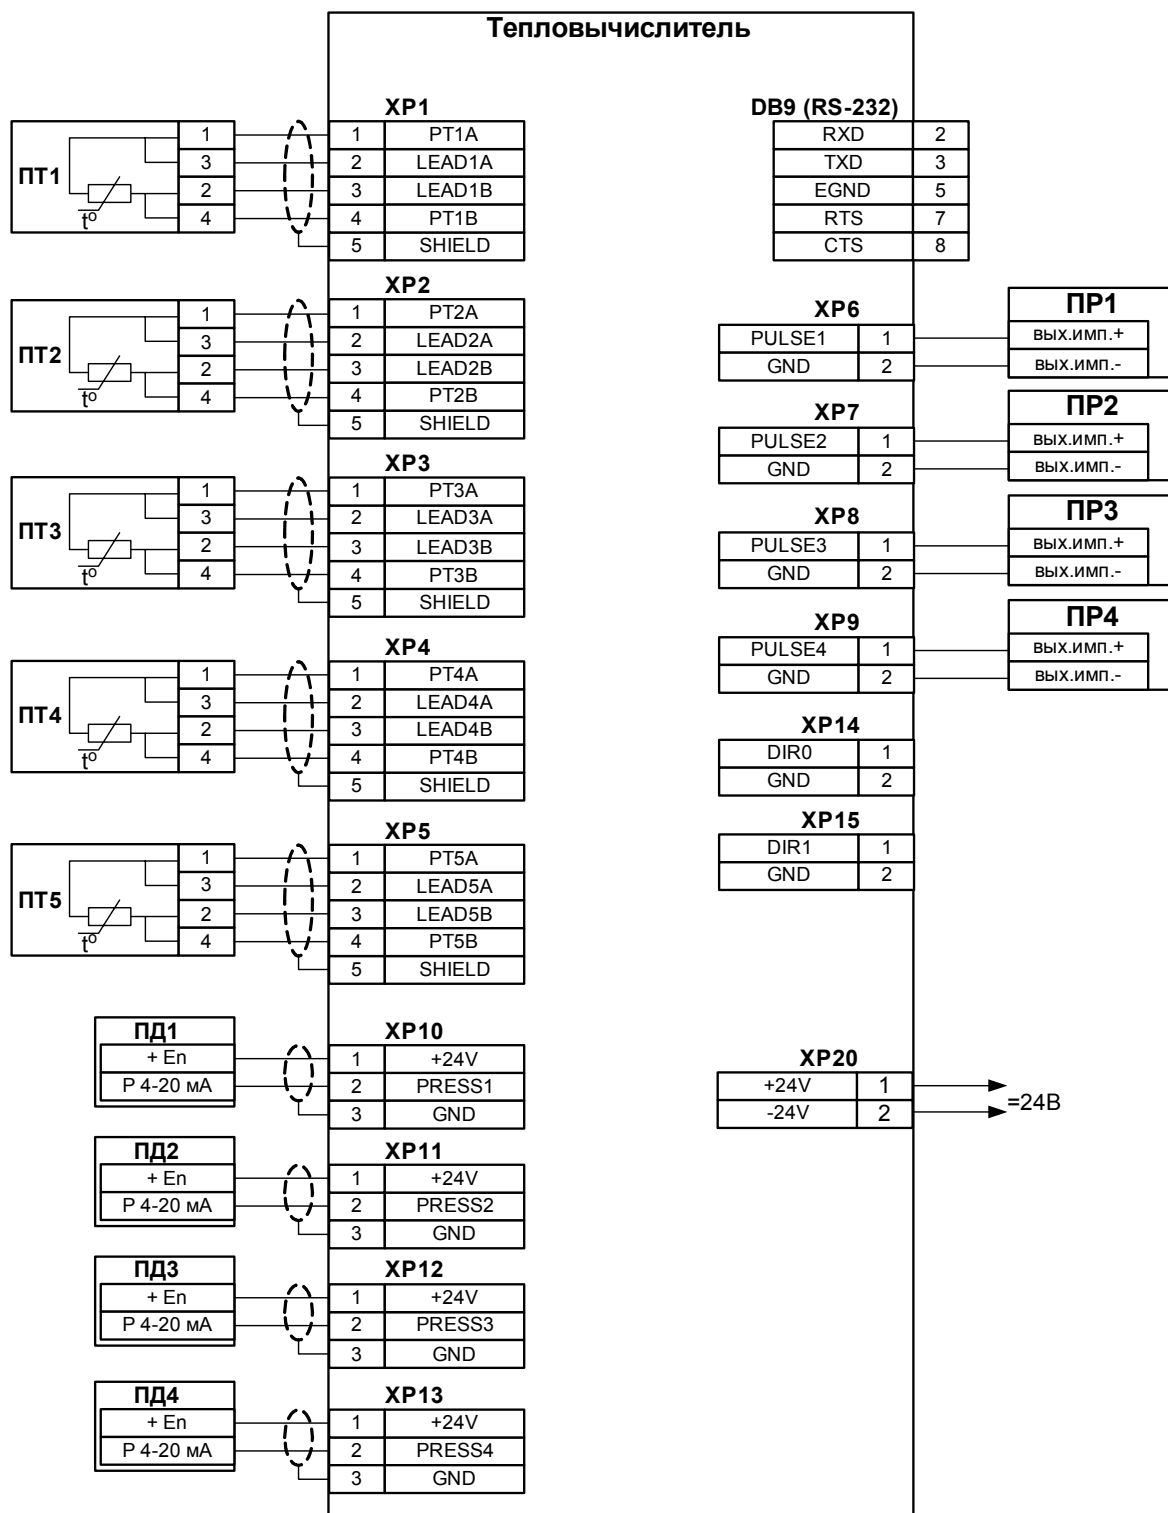 Тепловычислитель
XP1
ПТ1
1
3
2
4
t⁰
1 PT1A
2 LEAD1A
3 LEAD1B
4 PT1B
5 SHIELD
XP2
ПТ2
1
3
2
4
t⁰
1 PT2A
2 LEAD2A
3 LEAD2B
4 PT2B
5 SHIELD
XP3
ПТ3
1
3
2
4
t⁰
1 PT3A
2 LEAD3A
3 LEAD3B
4 PT3B
5 SHIELD
XP4
ПТ4
1
3
2
4
t⁰
1 PT4A
2 LEAD4A
3 LEAD4B
4 PT4B
5 SHIELD
XP5
ПТ5
1
3
2
4
t⁰
1 PT5A
2 LEAD5A
3 LEAD5B
4 PT5B
5 SHIELD
ПД1
+ En
P 4-20 мА
XP10
1 +24V
2 PRESS1
3 GND
ПД2
+ En
P 4-20 мА
XP11
1 +24V
2 PRESS2
3 GND
ПД3
+ En
P 4-20 мА
XP12
1 +24V
2 PRESS3
3 GND
ПД4
+ En
P 4-20 мА
XP13
1 +24V
2 PRESS4
3 GND
DB9 (RS-232)
RXD 2
TXD 3
EGND 5
RTS 7
CTS 8
XP6
PULSE1 1
GND 2
ПР1
вых.имп.+
вых.имп.-
XP7
PULSE2 1
GND 2
ПР2
вых.имп.+
вых.имп.-
XP8
PULSE3 1
GND 2
ПР3
вых.имп.+
вых.имп.-
XP9
PULSE4 1
GND 2
ПР4
вых.имп.+
вых.имп.-
XP14
DIR0 1
GND 2
XP15
DIR1 1
GND 2
XP20
+24V 1
-24V 2
=24В